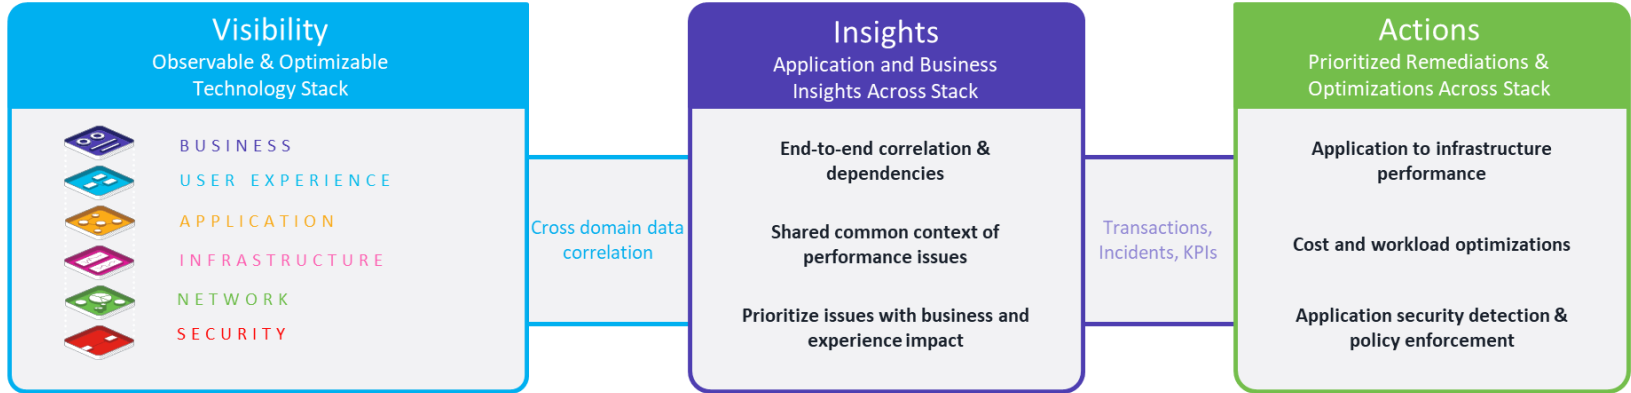 Visibility
Observable & Optimizable
Technology Stack
BUSINESS
USER EXPERIENCE
APPLICATION
INFRASTRUCTURE
NETWORK
SECURITY
Cross domain data
correlation
Insights
Application and Business
Insights Across Stack
End-to-end correlation &
dependencies
Shared common context of
performance issues
Prioritize issues with business and
experience impact
Transactions,
Incidents, KPIs
Actions
Prioritized Remediations &
Optimizations Across Stack
Application to infrastructure
performance
Cost and workload optimizations
Application security detection &
policy enforcement